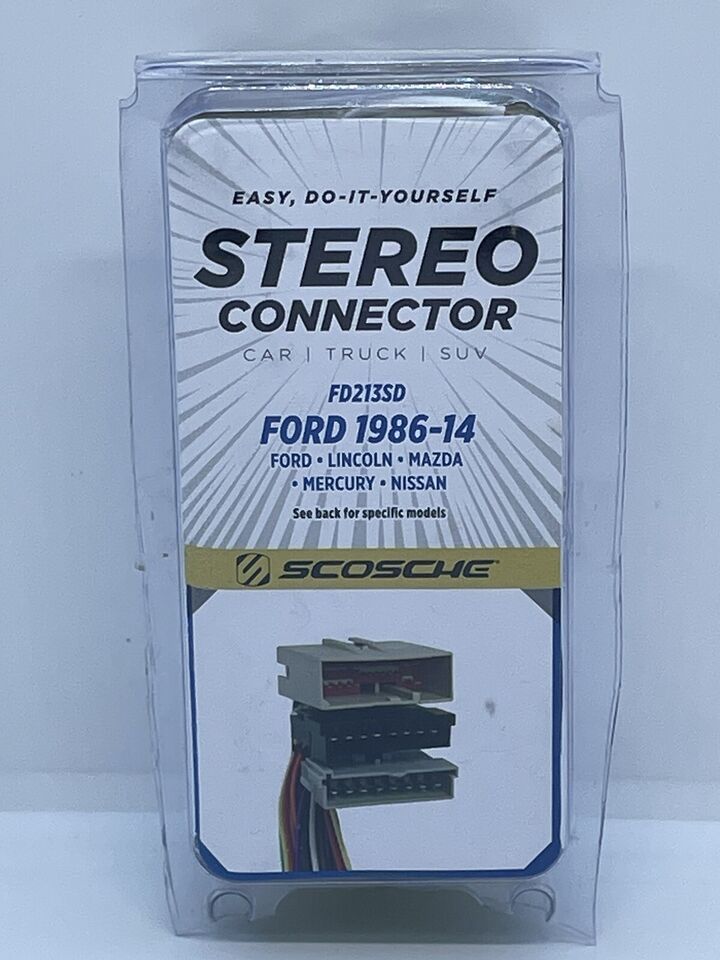 EASY, DO-IT-YOURSELF
STEREO
CONNECTOR
CAR | TRUCK | SUV
FD213SD
FORD 1986-14
FORD • LINCOLN • MAZDA
• MERCURY • NISSAN
See back for specific models
SCOSCHE